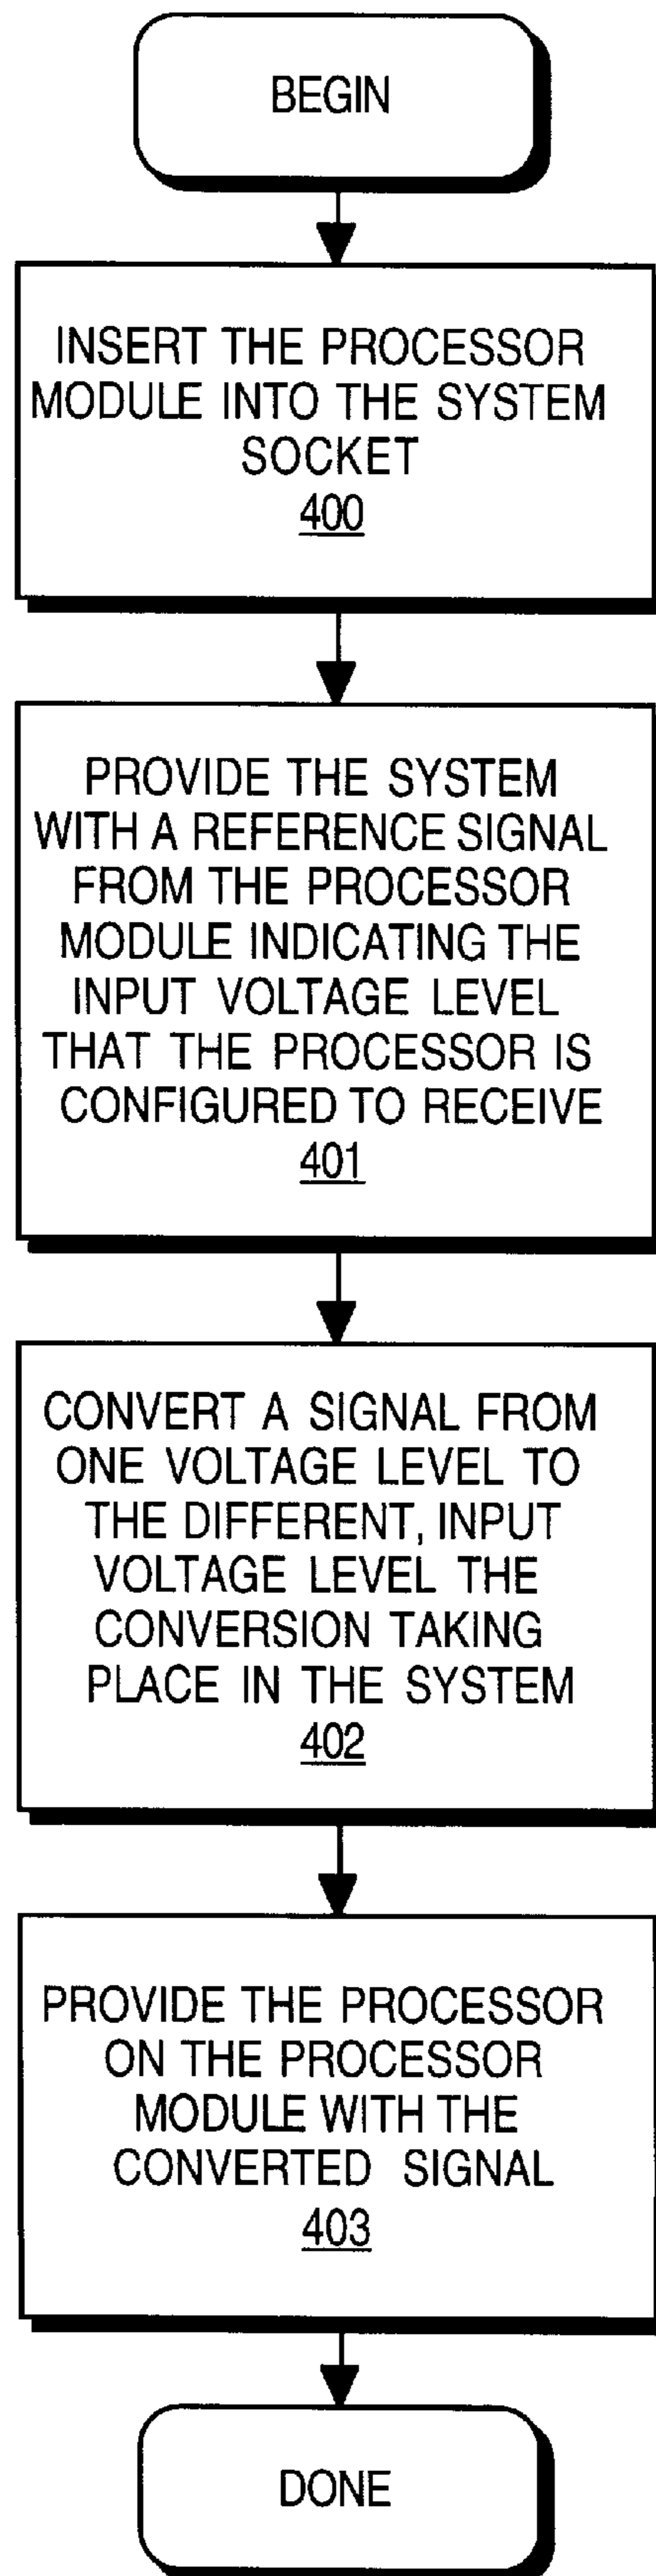 BEGIN
INSERT THE PROCESSOR
MODULE INTO THE SYSTEM
SOCKET
400
PROVIDE THE SYSTEM
WITH A REFERENCE SIGNAL
FROM THE PROCESSOR
MODULE INDICATING THE
INPUT VOLTAGE LEVEL
THAT THE PROCESSOR IS
CONFIGURED TO RECEIVE
401
CONVERT A SIGNAL FROM
ONE VOLTAGE LEVEL TO
THE DIFFERENT, INPUT
VOLTAGE LEVEL THE
CONVERSION TAKING
PLACE IN THE SYSTEM
402
PROVIDE THE PROCESSOR
ON THE PROCESSOR
MODULE WITH THE
CONVERTED SIGNAL
403
DONE